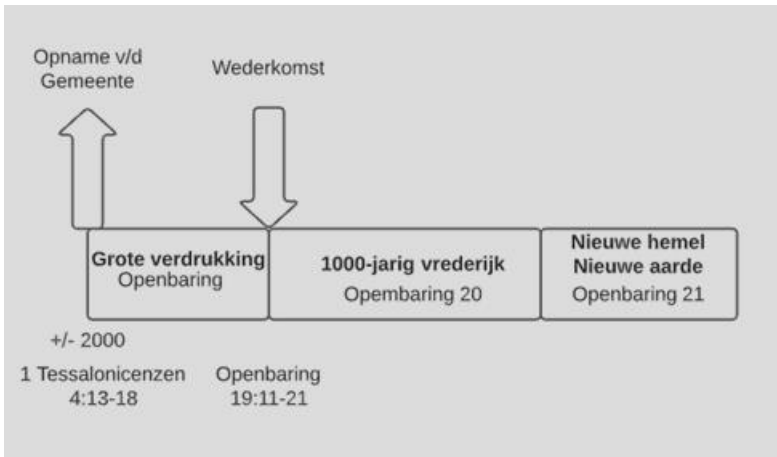 Opname v/d
Gemeente
Wederkomst
Grote verdrukking
Openbaring
1000-jarig vrederijk
Opembaring 20
Nieuwe hemel
Nieuwe aarde
Openbaring 21
+/- 2000
1 Tessalonicenzen
4:13-18
Openbaring
19:11-21